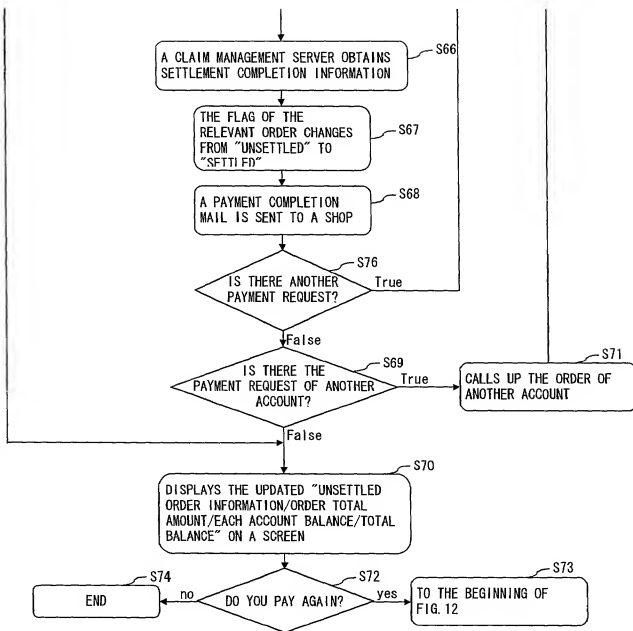 S66
A CLAIM MANAGEMENT SERVER OBTAINS
SETTLEMENT COMPLETION INFORMATION
S67
THE FLAG OF THE
RELEVANT ORDER CHANGES
FROM "UNSETTLED" TO
"SETTLED"
S68
A PAYMENT COMPLETION
MAIL IS SENT TO A SHOP
S76
IS THERE ANOTHER
PAYMENT REQUEST?
True
False
S69
IS THERE THE
PAYMENT REQUEST OF ANOTHER
ACCOUNT?
True
S71
CALLS UP THE ORDER OF
ANOTHER ACCOUNT
False
S70
DISPLAYS THE UPDATED "UNSETTLED
ORDER INFORMATION/ORDER TOTAL
AMOUNT/EACH ACCOUNT BALANCE/TOTAL
BALANCE" ON A SCREEN
S74
END
no
S72
DO YOU PAY AGAIN?
yes
S73
TO THE BEGINNING OF
FIG.12